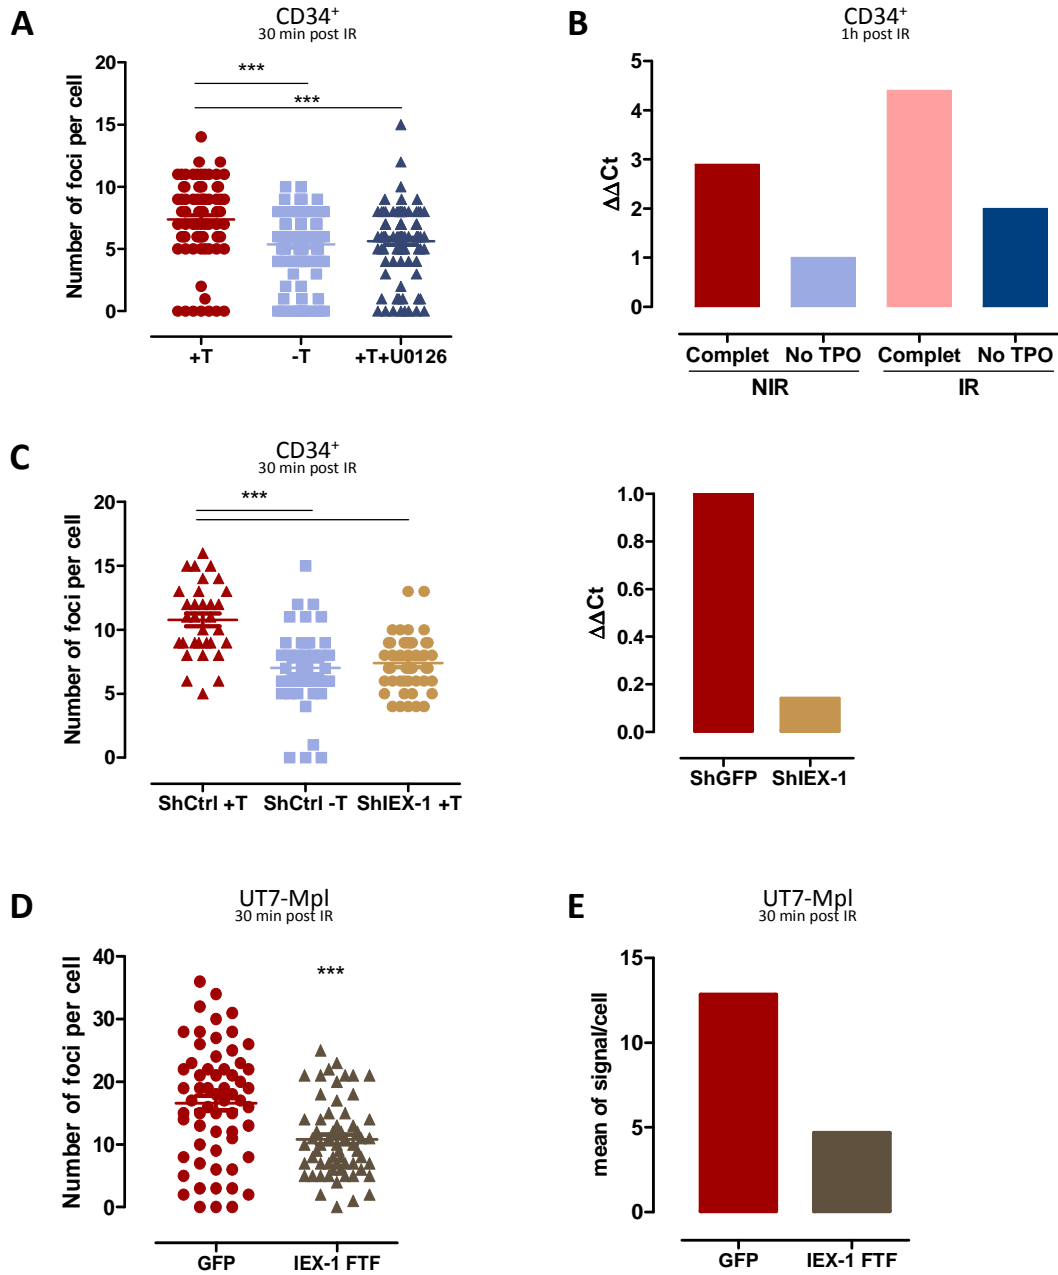 A
CD34+
30 min post IR
Number of foci per cell
20
15
10
5
0
***
***
+T
-T
+T+U0126
B
CD34+
1h post IR
ΔΔCt
5
4
3
2
1
0
Complet
No TPO
Complet
No TPO
NIR
IR
C
CD34+
30 min post IR
Number of foci per cell
20
15
10
5
0
***
ShCtrl +T
ShCtrl -T
ShIEX-1 +T
ΔΔCt
1.0
0.8
0.6
0.4
0.2
0.0
ShGFP
ShIEX-1
D
UT7-Mpl
30 min post IR
Number of foci per cell
40
30
20
10
0
***
GFP
IEX-1 FTF
E
UT7-Mpl
30 min post IR
mean of signal/cell
15
10
5
0
GFP
IEX-1 FTF